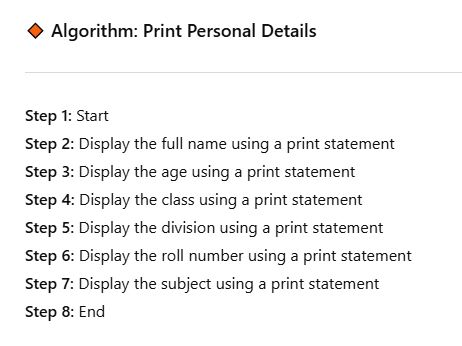 Algorithm: Print Personal Details
Step 1: Start
Step 2: Display the full name using a print statement
Step 3: Display the age using a print statement
Step 4: Display the class using a print statement
Step 5: Display the division using a print statement
Step 6: Display the roll number using a print statement
Step 7: Display the subject using a print statement
Step 8: End